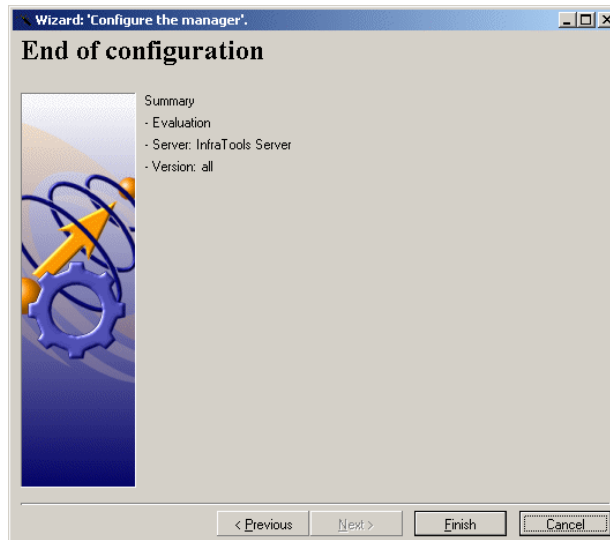 Wizard: 'Configure the manager'.
End of configuration
Summary
- Evaluation
- Server: InfraTools Server
- Version: all
< Previous
Next >
Finish
Cancel